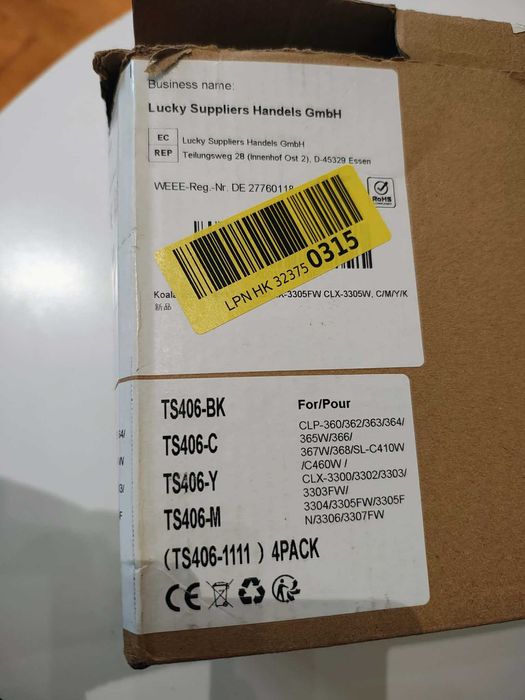 Business name:
Lucky Suppliers Handels GmbH
EC
REP
Lucky Suppliers Handels GmbH
Teilungsweg 28 (Innenhof Ost 2), D-45329 Essen
WEEE-Reg.-Nr. DE 27760118
RoHS
LPN HK 32375 0315
Koala
-3305FW CLX-3305W, C/M/Y/K
新品
TS406-BK
TS406-C
TS406-Y
TS406-M
(TS406-1111 ) 4PACK
For/Pour
CLP-360/362/363/364/
365W/366/
367W/368/SL-C410W
/C460W /
CLX-3300/3302/3303/
3303FW/
3304/3305FW/3305F
N/3306/3307FW
CE